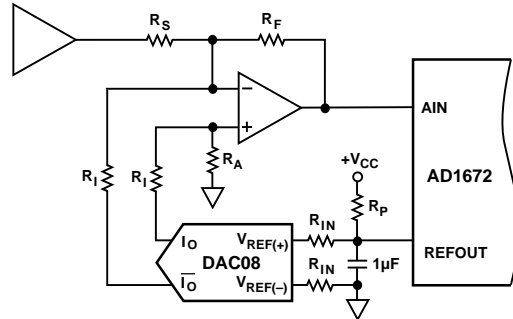 RS
RF
−
+
AIN
RA
RI
RI
+VCC
AD1672
RP
RIN
IO
VREF(+)
REFOUT
DAC08
RIN
1µF
IO
VREF(−)